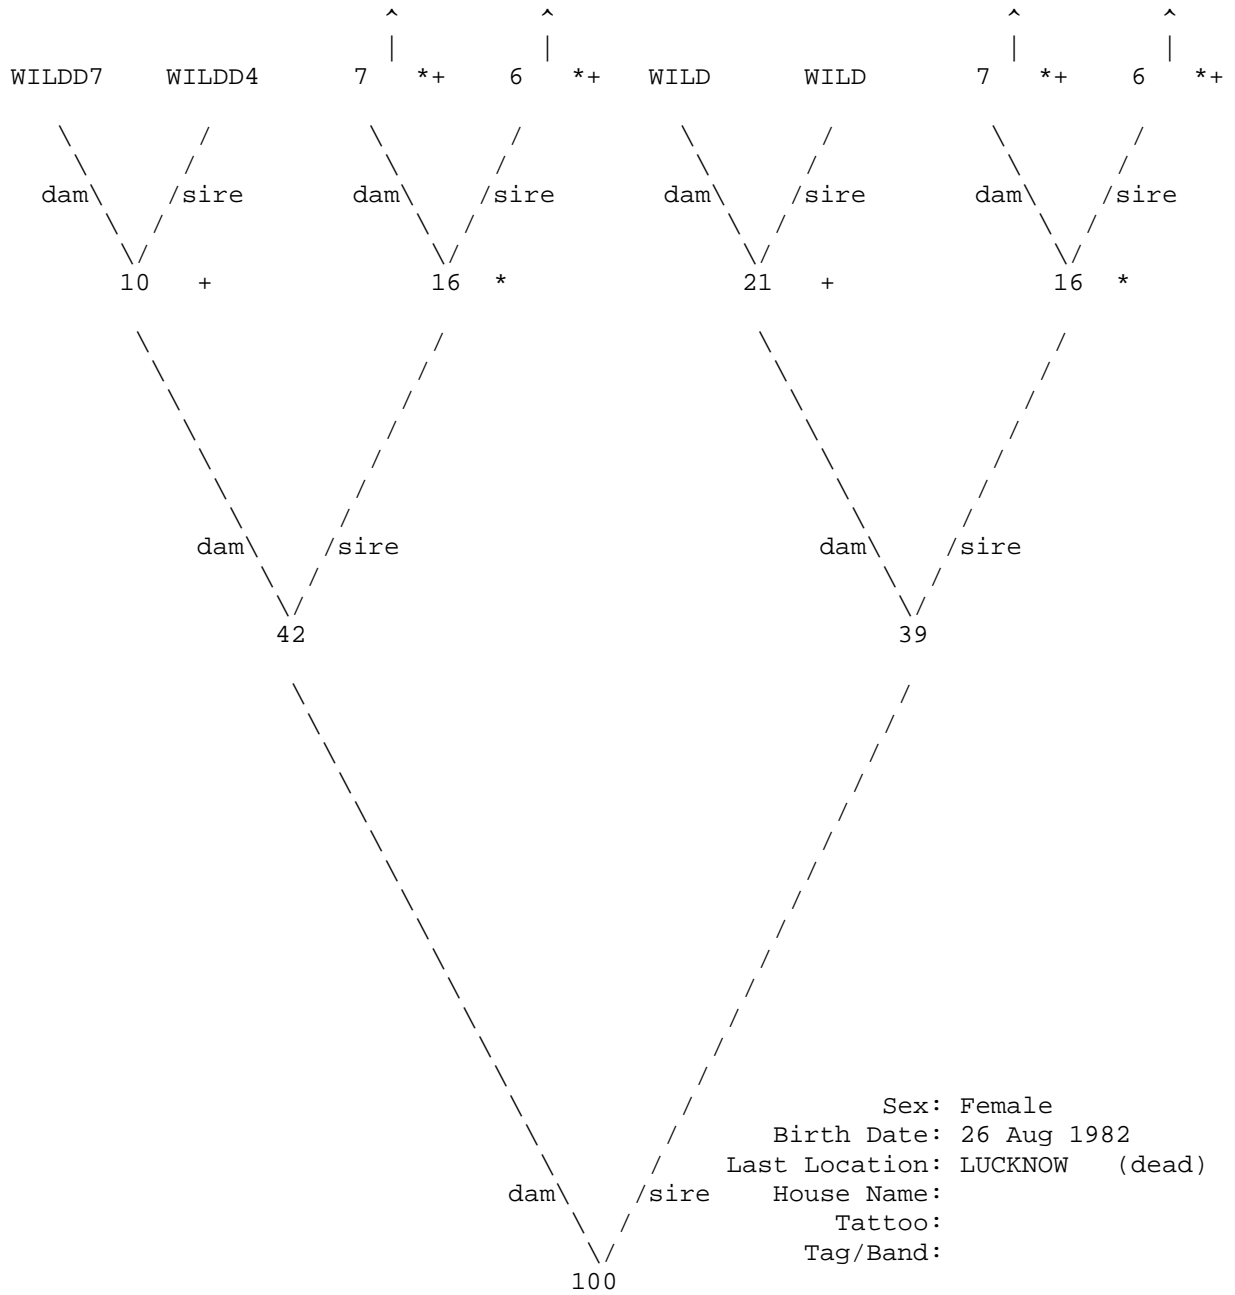 ^ ^ ^ ^
| | | |
WILDD7 WILDD4 7 *+ 6 *+ WILD WILD 7 *+ 6 *+
dam sire dam sire dam sire dam sire
10 + 16 * 21 + 16 *
dam sire dam sire
42 39
Sex: Female
Birth Date: 26 Aug 1982
Last Location: LUCKNOW (dead)
dam sire House Name:
Tattoo:
Tag/Band:
100